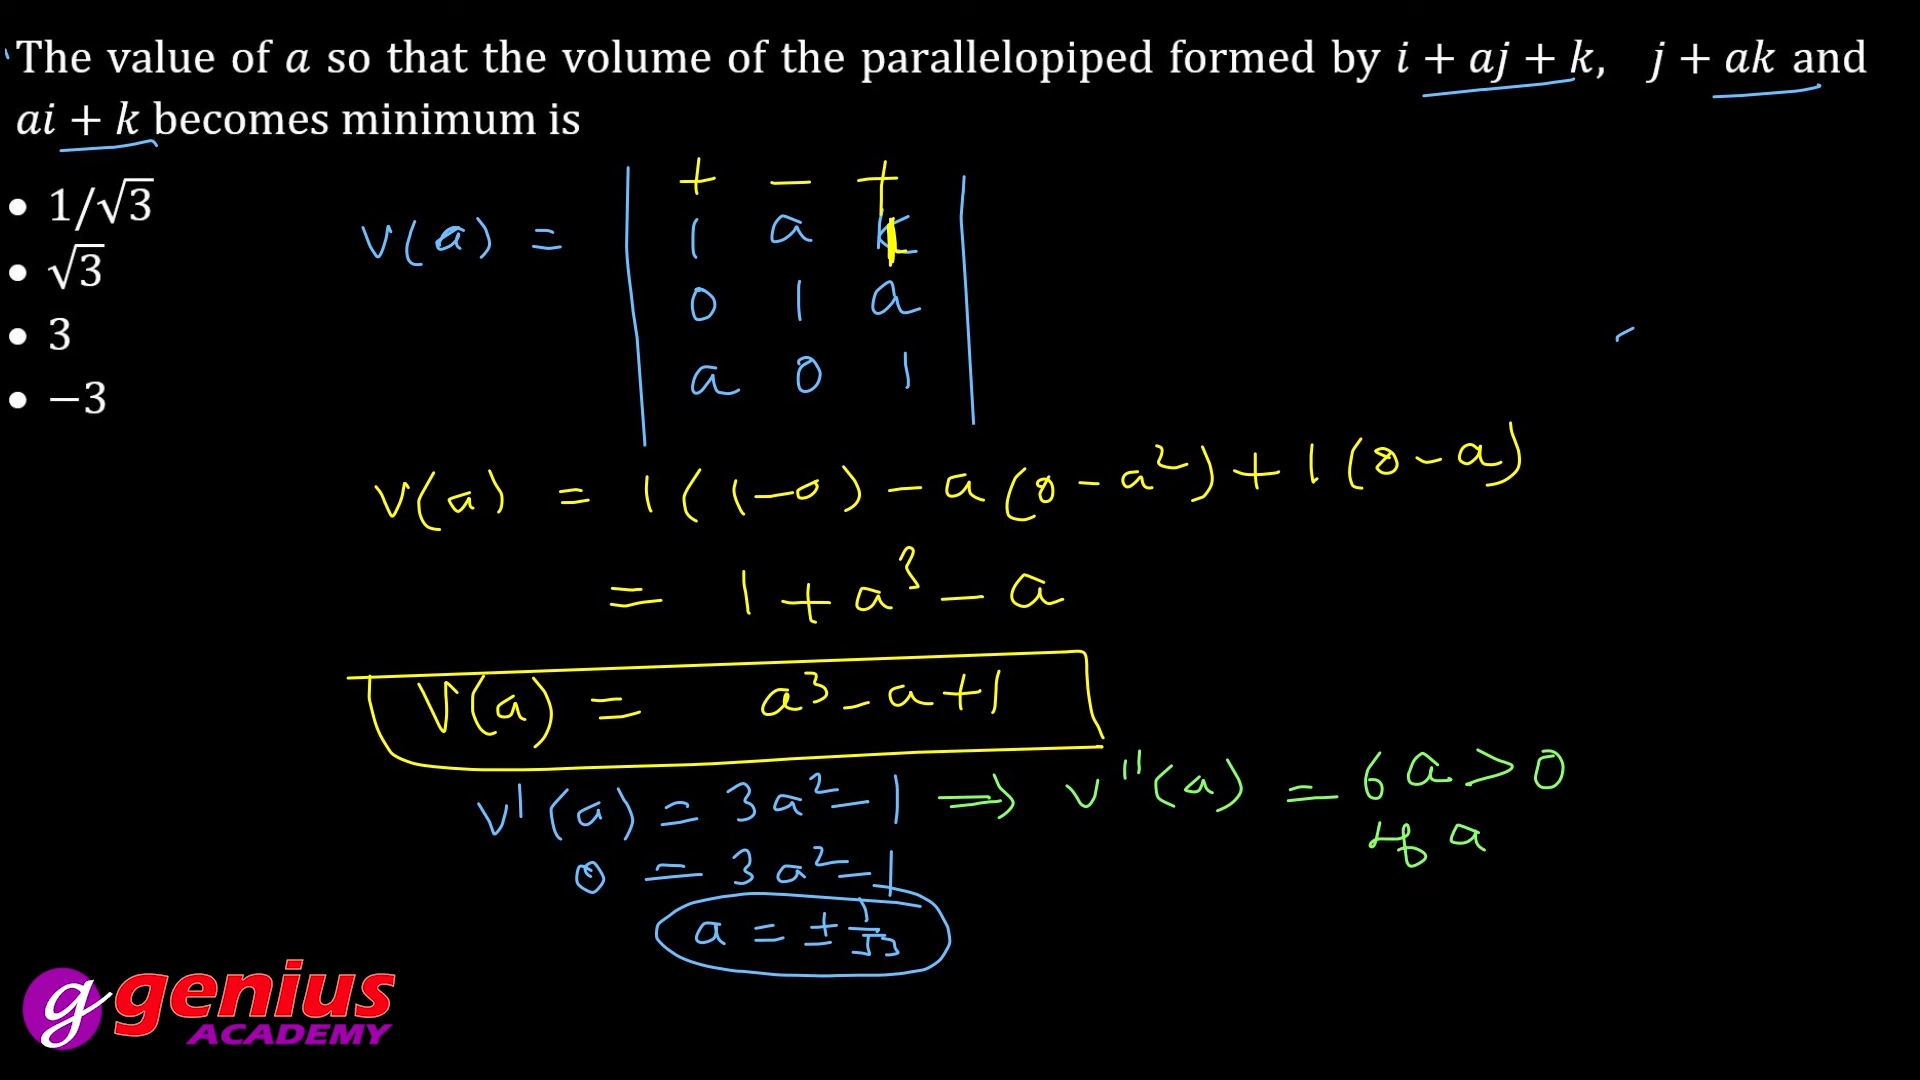 The value of a so that the volume of the parallelopiped formed by i + aj + k, j + ak and
ai + k becomes minimum is
• 1/√3
• √3
• 3
• −3
+ − +
v(a) = | 1 a 1 |
| 0 1 a |
| a 0 1 |
v(a) = 1(1−0) − a(0−a²) + 1(0−a)
= 1 + a³ − a
V(a) = a³ − a + 1
v'(a) = 3a² − 1 ⇒ v''(a) = 6a > 0
if a
0 = 3a² − 1
a = ± 1/√3
g genius
ACADEMY